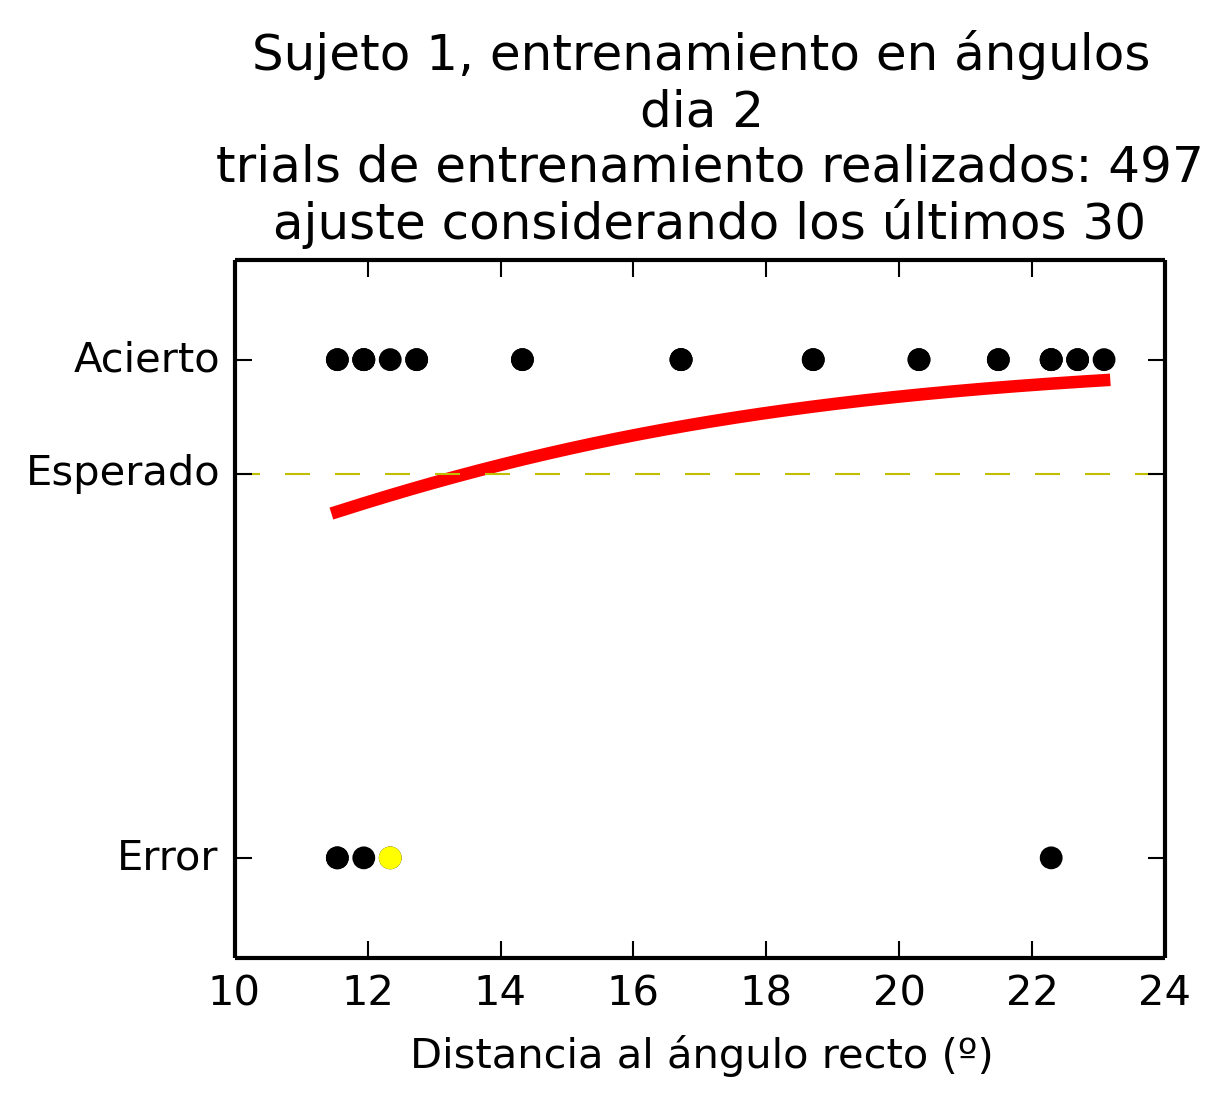 Sujeto 1, entrenamiento en ángulos
dia 2
trials de entrenamiento realizados: 497
ajuste considerando los últimos 30
Acierto
Esperado
Error
10 12 14 16 18 20 22 24
Distancia al ángulo recto (º)